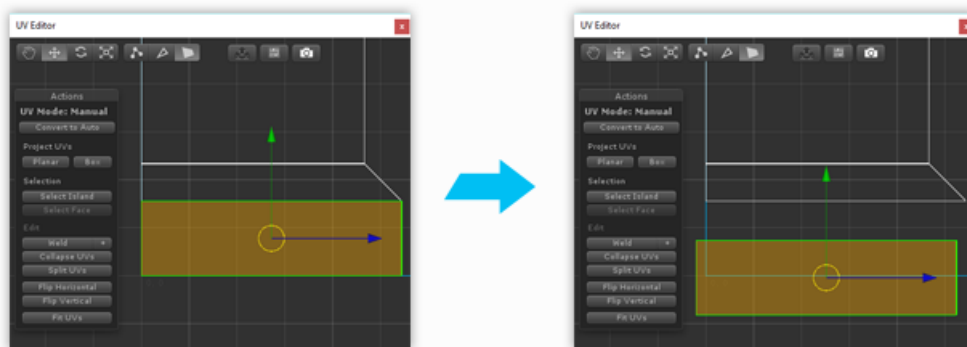 UV Editor
x
Actions
UV Mode: Manual
Convert to Auto
Project UVs
Planar Box
Selection
Select Island
Select Face
Edit
Weld +
Collapse UVs
Split UVs
Flip Horizontal
Flip Vertical
Fit UVs
UV Editor
x
Actions
UV Mode: Manual
Convert to Auto
Project UVs
Planar Box
Selection
Select Island
Select Face
Edit
Weld +
Collapse UVs
Split UVs
Flip Horizontal
Flip Vertical
Fit UVs